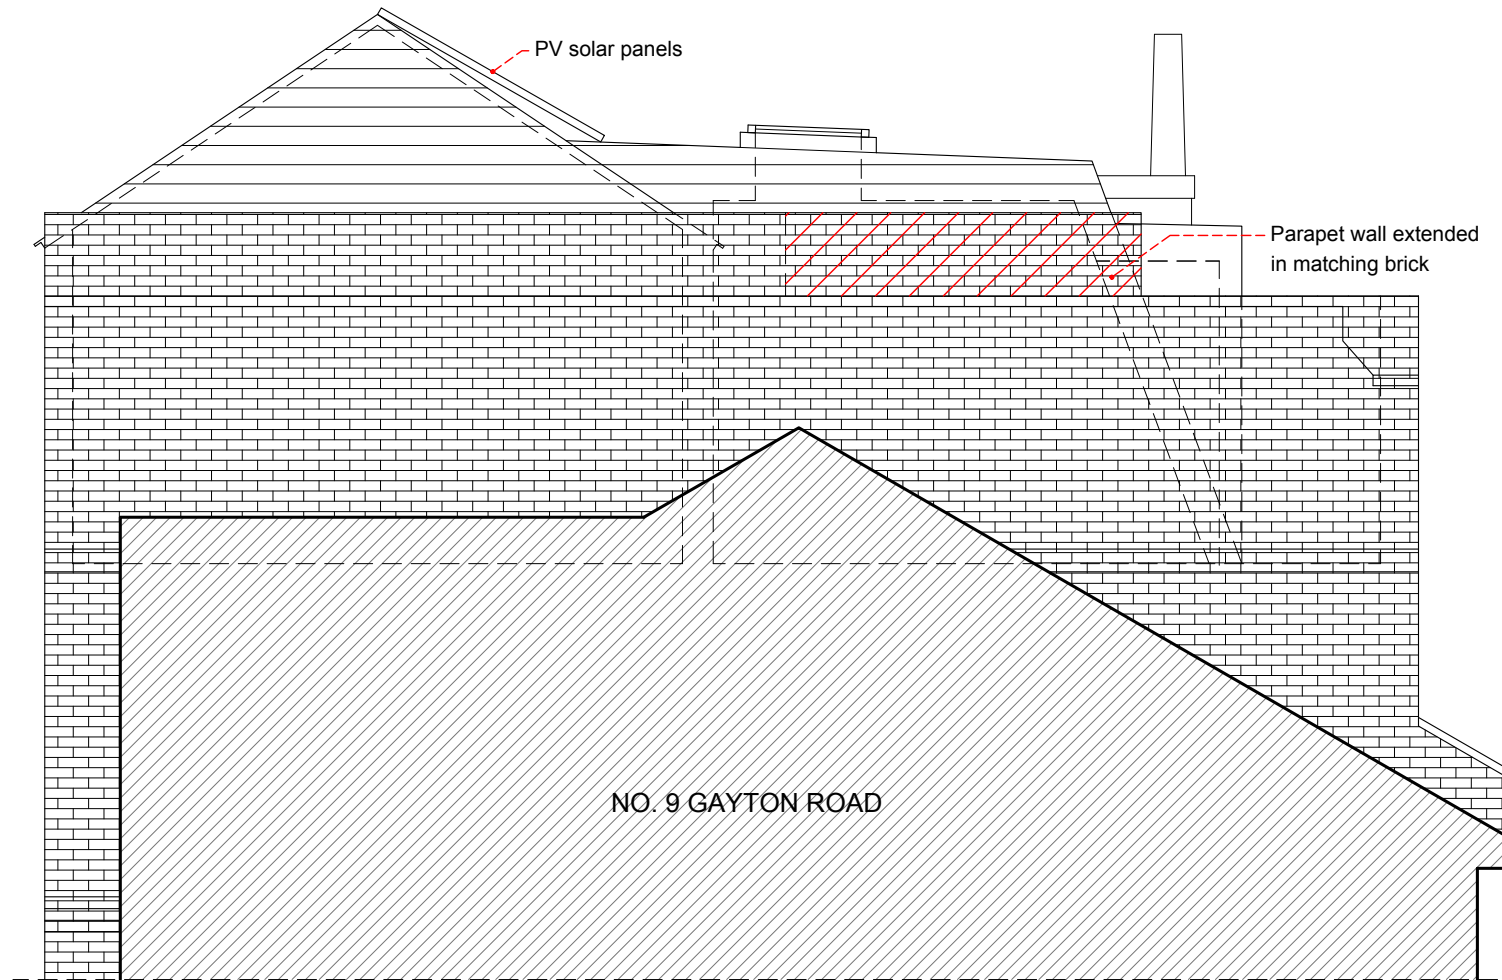 PV solar panels
Parapet wall extended
in matching brick
NO. 9 GAYTON ROAD